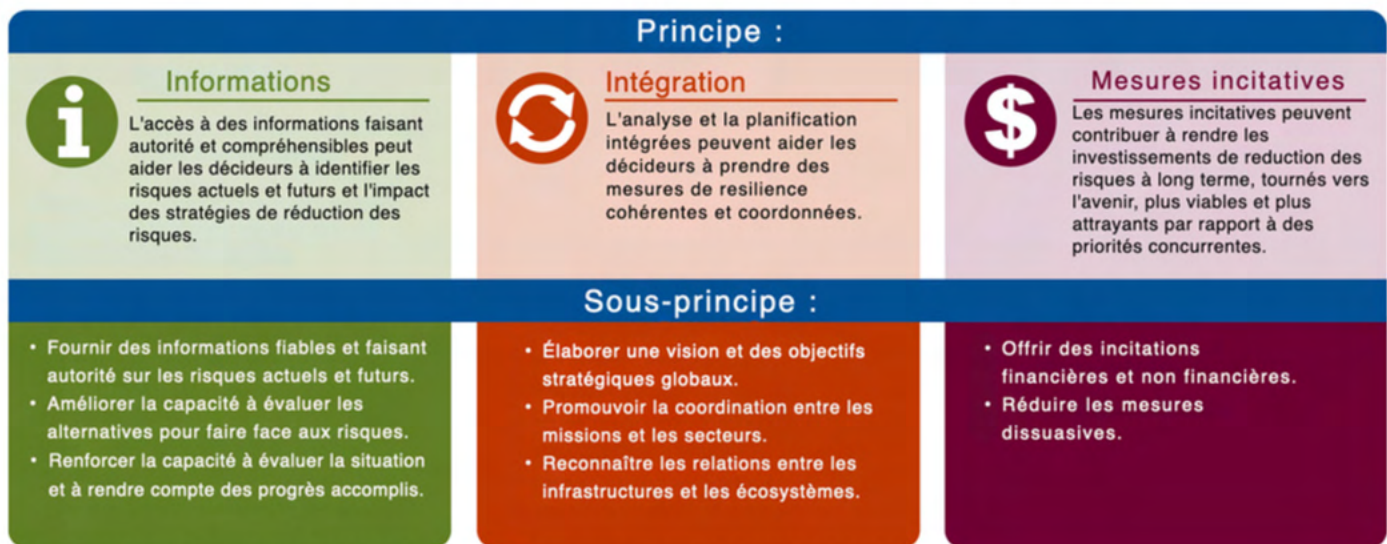 Principe :
Informations
L'accès à des informations faisant
autorité et compréhensibles peut
aider les décideurs à identifier les
risques actuels et futurs et l'impact
des stratégies de réduction des
risques.
Intégration
L'analyse et la planification
intégrées peuvent aider les
décideurs à prendre des
mesures de resilience
cohérentes et coordonnées.
$
Mesures incitatives
Les mesures incitatives peuvent
contribuer à rendre les
investissements de reduction des
risques à long terme, tournés vers
l'avenir, plus viables et plus
attrayants par rapport à des
priorités concurrentes.
Sous-principe :
• Fournir des informations fiables et faisant
autorité sur les risques actuels et futurs.
• Améliorer la capacité à évaluer les
alternatives pour faire face aux risques.
• Renforcer la capacité à évaluer la situation
et à rendre compte des progrès accomplis.
• Élaborer une vision et des objectifs
stratégiques globaux.
• Promouvoir la coordination entre les
missions et les secteurs.
• Reconnaître les relations entre les
infrastructures et les écosystèmes.
• Offrir des incitations
financières et non financières.
• Réduire les mesures
dissuasives.